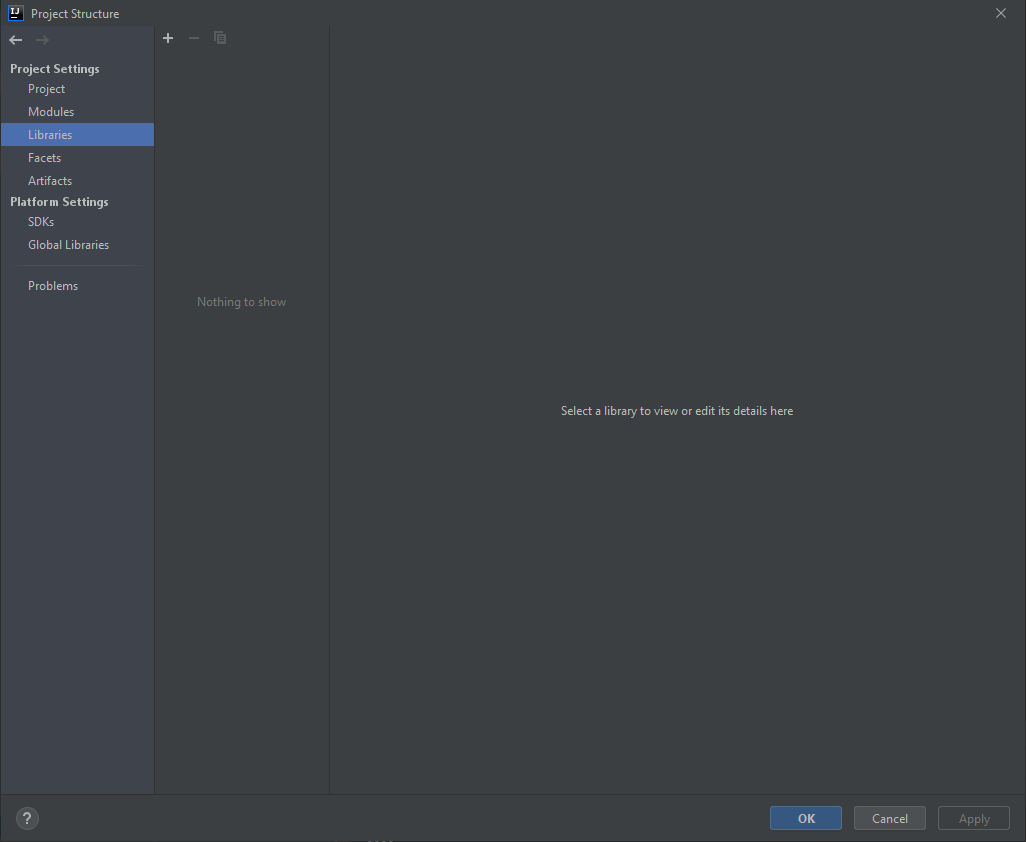 IJ
Project Structure
Project Settings
Project
Modules
Libraries
Facets
Artifacts
Platform Settings
SDKs
Global Libraries
Problems
Nothing to show
Select a library to view or edit its details here
?
OK
Cancel
Apply